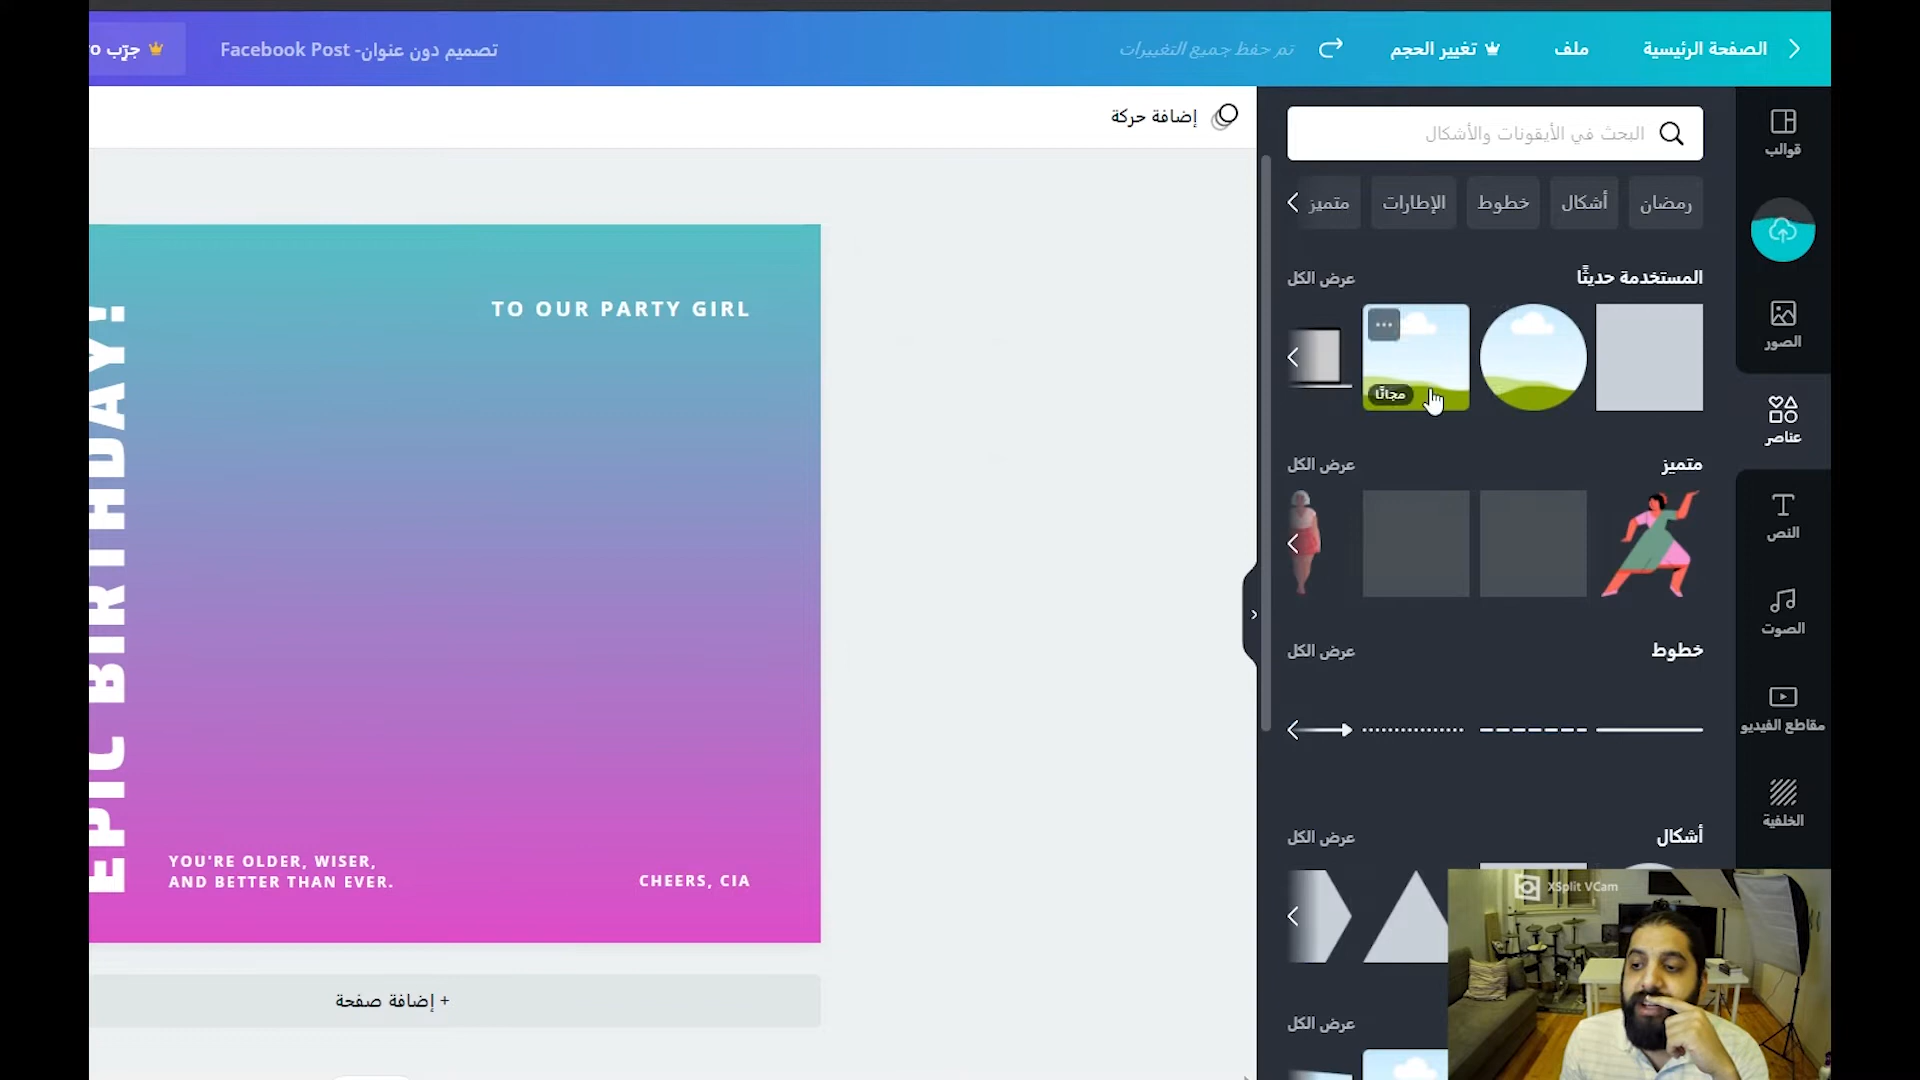 الصفحة الرئيسية
ملف
تغيير الحجم
تم حفظ جميع التغييرات
تصميم دون عنوان- Facebook Post
جرّب
إضافة حركة
البحث في الأيقونات والأشكال
رمضان
أشكال
خطوط
الإطارات
متميز
قوالب
الصور
عناصر
النص
الصوت
مقاطع الفيديو
الخلفية
المستخدمة حديثًا
عرض الكل
مجانًا
متميز
عرض الكل
خطوط
عرض الكل
أشكال
عرض الكل
عرض الكل
EPIC BIRTHDAY!
TO OUR PARTY GIRL
YOU'RE OLDER, WISER,
AND BETTER THAN EVER.
CHEERS, CIA
+ إضافة صفحة
XSplit VCam